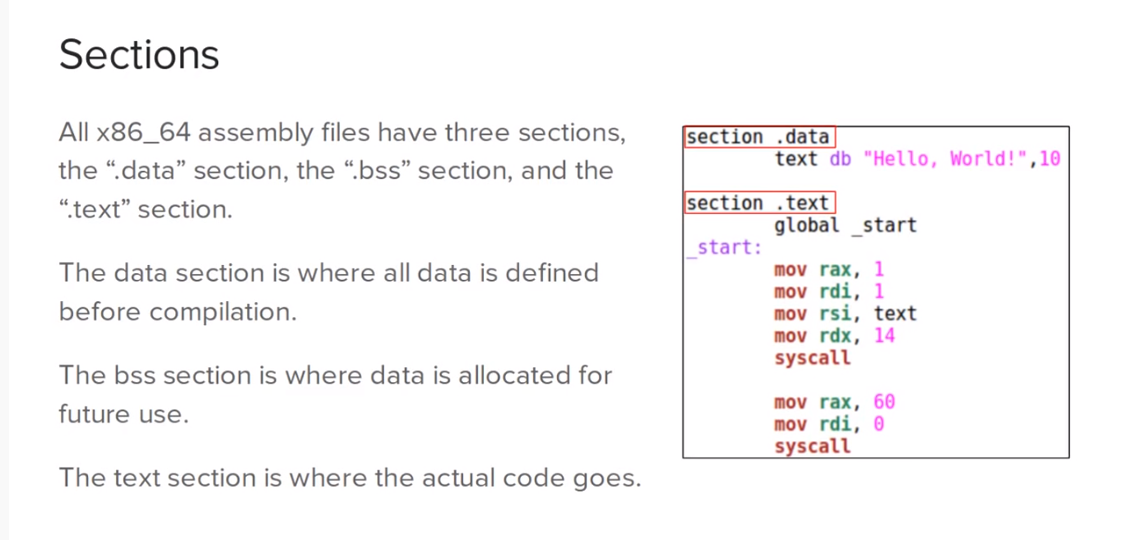 Sections
All x86_64 assembly files have three sections,
the “.data” section, the “.bss” section, and the
“.text” section.
The data section is where all data is defined
before compilation.
The bss section is where data is allocated for
future use.
The text section is where the actual code goes.
section .data
text db "Hello, World!",10
section .text
global _start
_start:
mov rax, 1
mov rdi, 1
mov rsi, text
mov rdx, 14
syscall
mov rax, 60
mov rdi, 0
syscall